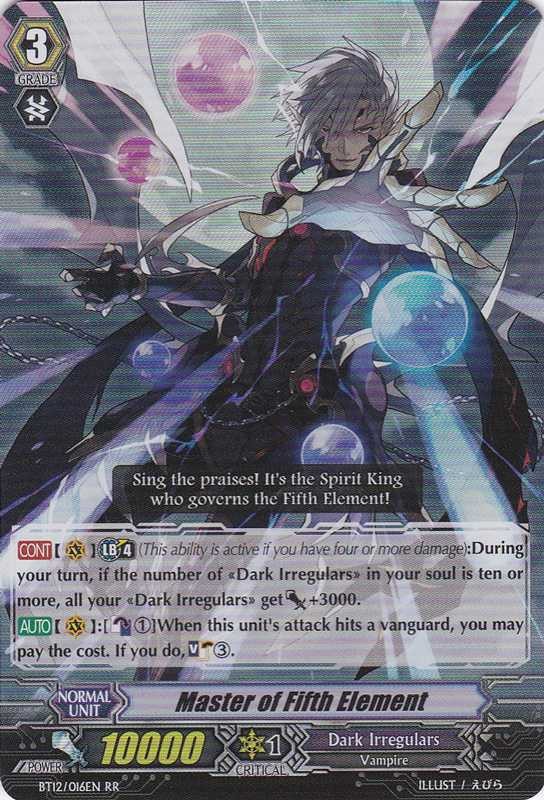 3
GRADE
Sing the praises! It's the Spirit King
who governs the Fifth Element!
CONT【 】LB 4 (This ability is active if you have four or more damage):During
your turn, if the number of «Dark Irregulars» in your soul is ten or
more, all your «Dark Irregulars» get +3000.
AUTO【 】:[ ①]When this unit's attack hits a vanguard, you may
pay the cost. If you do, V ③.
NORMAL
UNIT
Master of Fifth Element
POWER
10000
1
CRITICAL
Dark Irregulars
Vampire
BT12/016EN RR
ILLUST / えびら